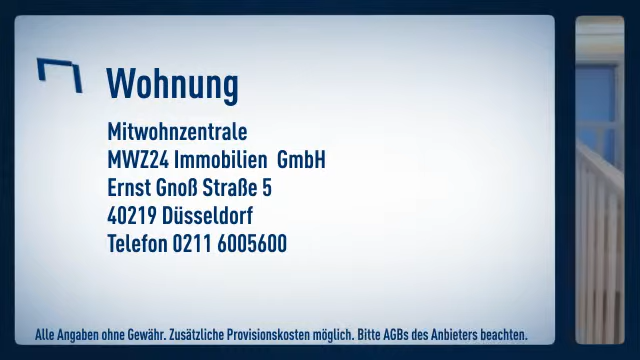 Wohnung
Mitwohnzentrale
MWZ24 Immobilien GmbH
Ernst Gnoß Straße 5
40219 Düsseldorf
Telefon 0211 6005600
Alle Angaben ohne Gewähr. Zusätzliche Provisionskosten möglich. Bitte AGBs des Anbieters beachten.